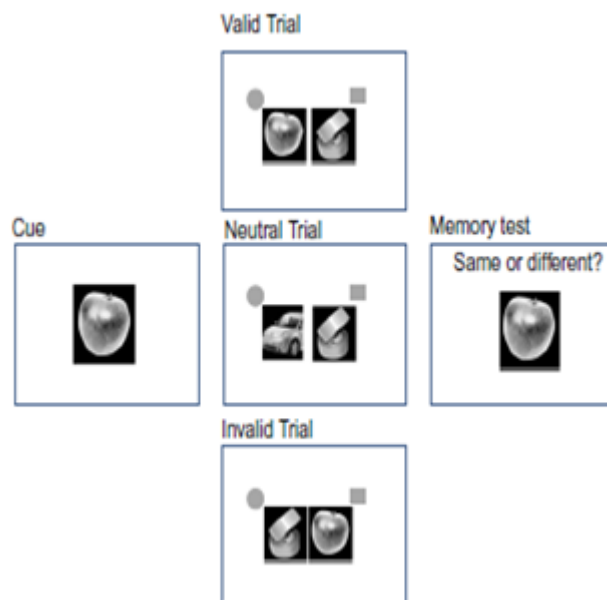 Valid Trial
Cue
Neutral Trial
Memory test
Same or different?
Invalid Trial